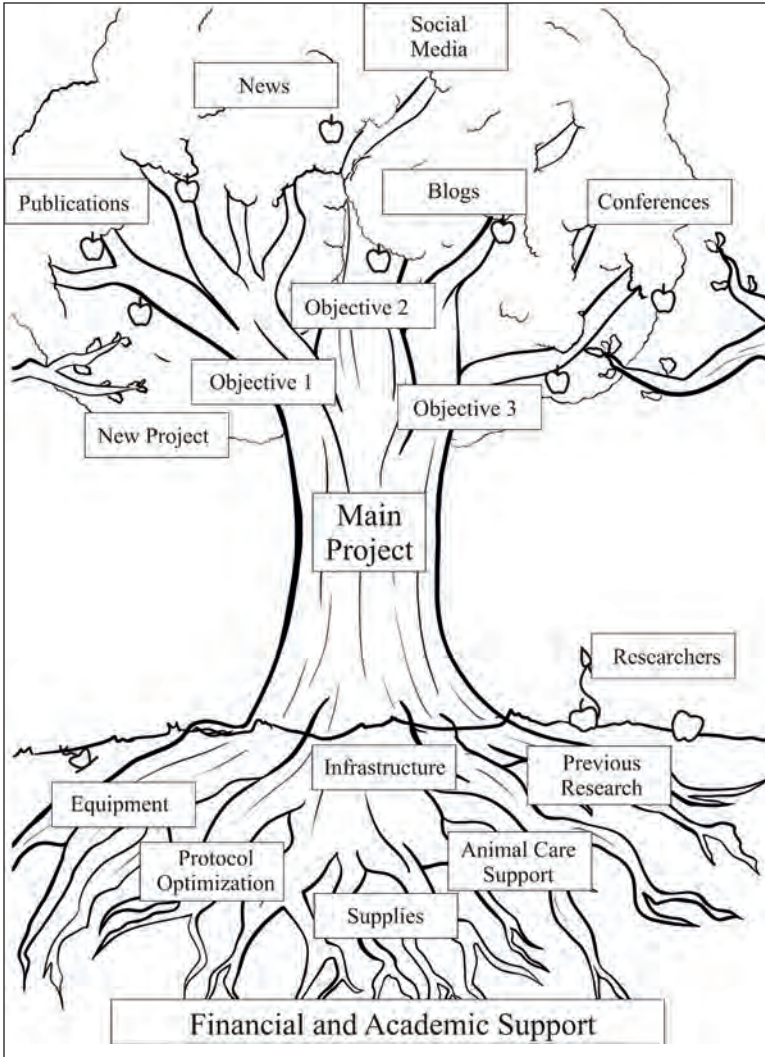 Social
Media
News
Publications
Blogs
Conferences
Objective 2
Objective 1
Objective 3
New Project
Main
Project
Researchers
Infrastructure
Previous
Research
Equipment
Protocol
Optimization
Animal Care
Support
Supplies
Financial and Academic Support